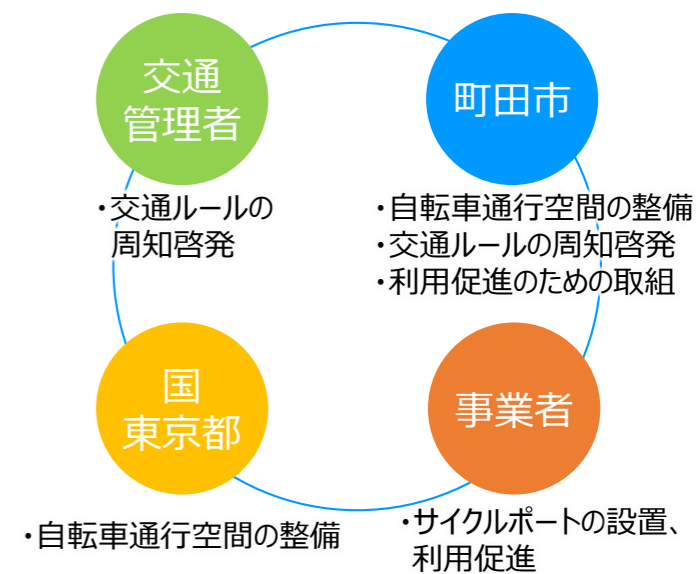 交通
管理者
・交通ルールの
周知啓発
町田市
・自転車通行空間の整備
・交通ルールの周知啓発
・利用促進のための取組
国
東京都
・自転車通行空間の整備
事業者
・サイクルポートの設置、
利用促進